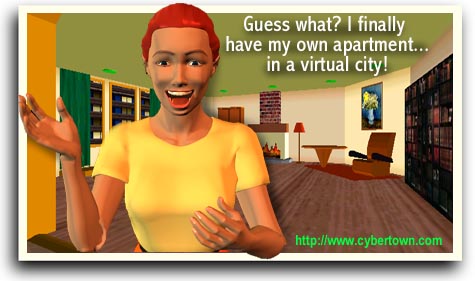 Guess what? I finally
have my own apartment...
in a virtual city!
http://www.cybertown.com